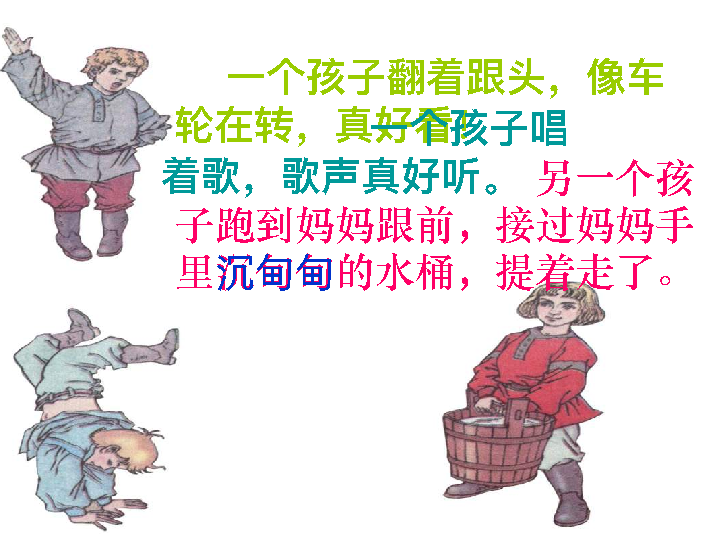 一个孩子翻着跟头，像车
轮在转，真好看！
一个孩子唱
着歌，歌声真好听。
另一个孩
子跑到妈妈跟前，接过妈妈手
里沉甸甸的水桶，提着走了。